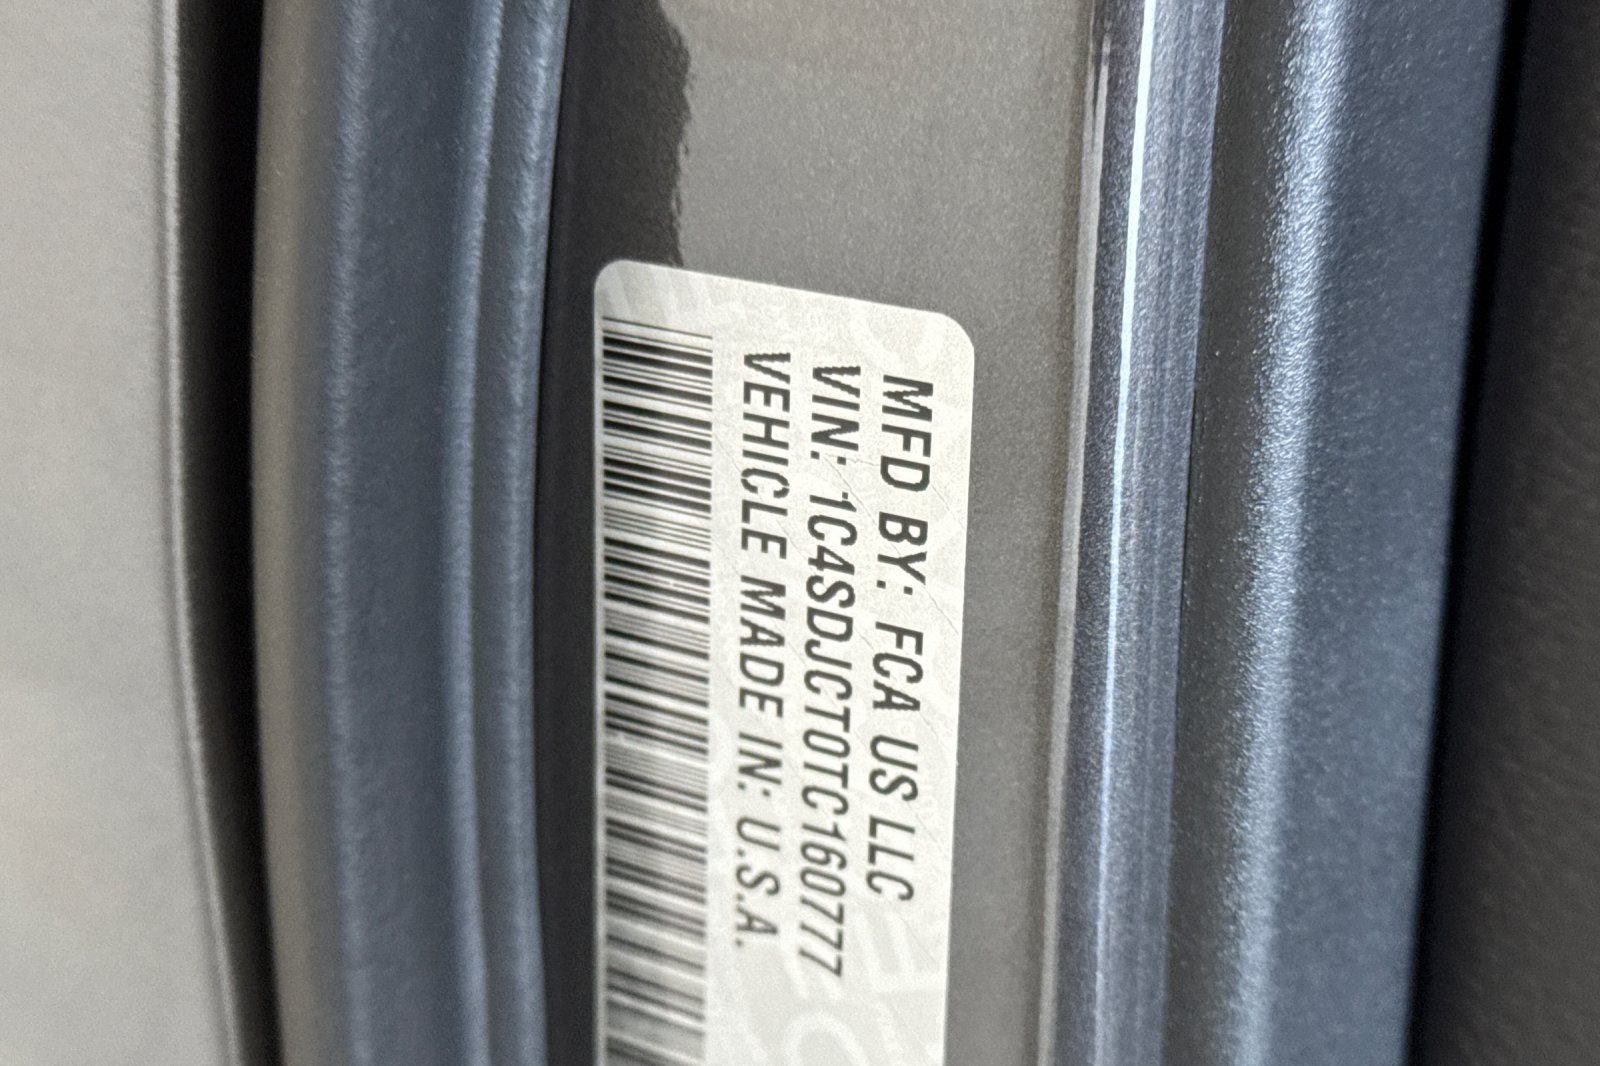 MFD BY: FCA US LLC
VIN: 1C4SDJCT0TC160777
VEHICLE MADE IN: U.S.A.